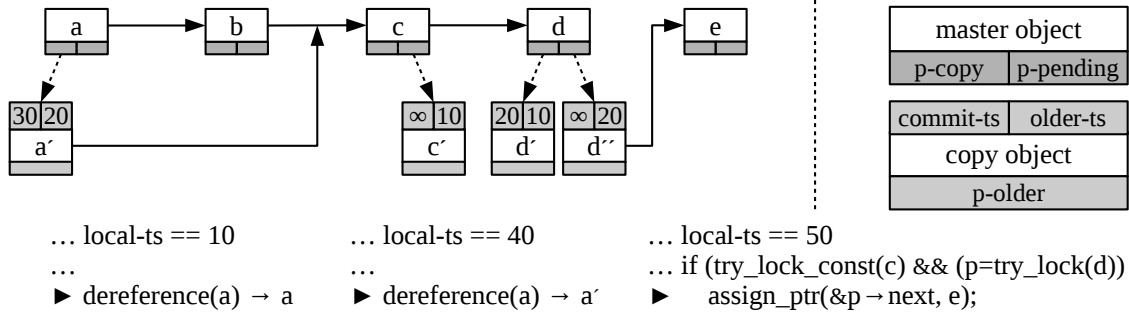 a b c d e
master object
p-copy p-pending
30 20 ∞ 10 20 10 ∞ 20
commit-ts older-ts
a′ c′ d′ d′′
copy object
p-older
… local-ts == 10
…
► dereference(a) → a
… local-ts == 40
…
► dereference(a) → a′
… local-ts == 50
… if (try_lock_const(c) && (p=try_lock(d))
► assign_ptr(&p→next, e);